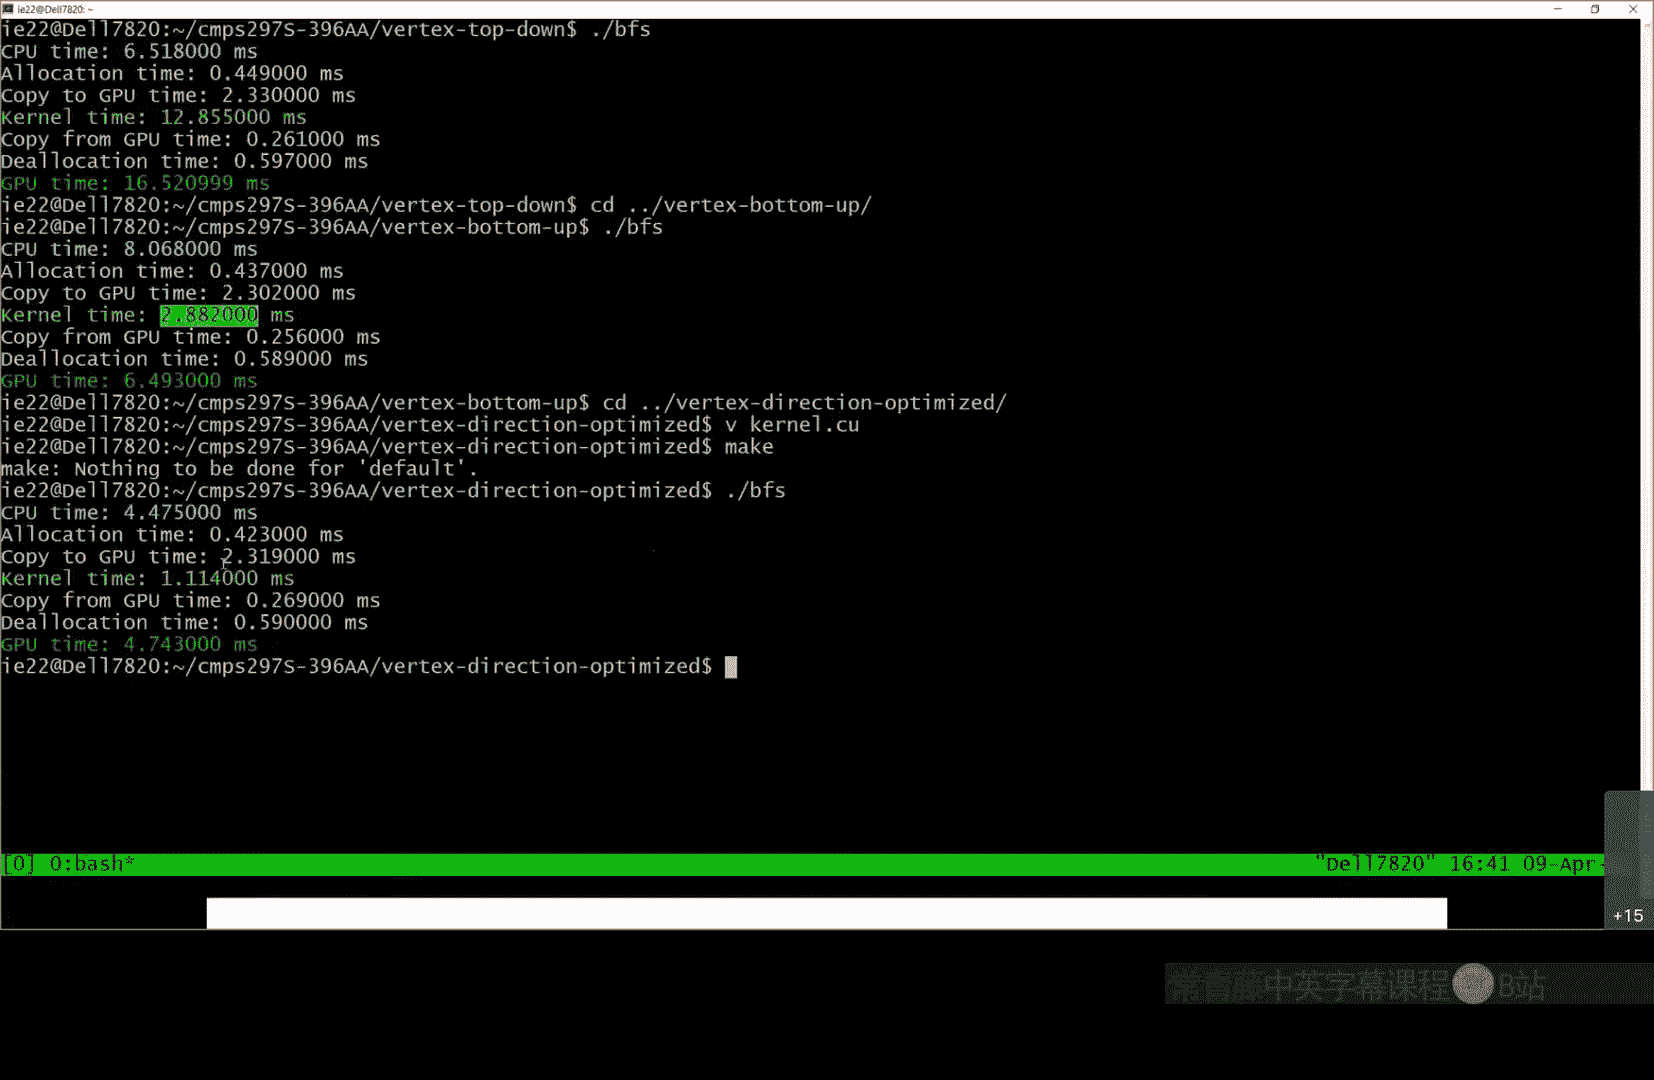 ie22@Dell7820: ~
ie22@Dell7820:~/cmps297S-396AA/vertex-top-down$ ./bfs
CPU time: 6.518000 ms
Allocation time: 0.449000 ms
Copy to GPU time: 2.330000 ms
Kernel time: 12.855000 ms
Copy from GPU time: 0.261000 ms
Deallocation time: 0.597000 ms
GPU time: 16.520999 ms
ie22@Dell7820:~/cmps297S-396AA/vertex-top-down$ cd ../vertex-bottom-up/
ie22@Dell7820:~/cmps297S-396AA/vertex-bottom-up$ ./bfs
CPU time: 8.068000 ms
Allocation time: 0.437000 ms
Copy to GPU time: 2.302000 ms
Kernel time: 2.882000 ms
Copy from GPU time: 0.256000 ms
Deallocation time: 0.589000 ms
GPU time: 6.493000 ms
ie22@Dell7820:~/cmps297S-396AA/vertex-bottom-up$ cd ../vertex-direction-optimized/
ie22@Dell7820:~/cmps297S-396AA/vertex-direction-optimized$ v kernel.cu
ie22@Dell7820:~/cmps297S-396AA/vertex-direction-optimized$ make
make: Nothing to be done for 'default'.
ie22@Dell7820:~/cmps297S-396AA/vertex-direction-optimized$ ./bfs
CPU time: 4.475000 ms
Allocation time: 0.423000 ms
Copy to GPU time: 2.319000 ms
Kernel time: 1.114000 ms
Copy from GPU time: 0.269000 ms
Deallocation time: 0.590000 ms
GPU time: 4.743000 ms
ie22@Dell7820:~/cmps297S-396AA/vertex-direction-optimized$
[0] 0:bash* "Dell7820" 16:41 09-Apr-
+15
中英字幕课程 B站